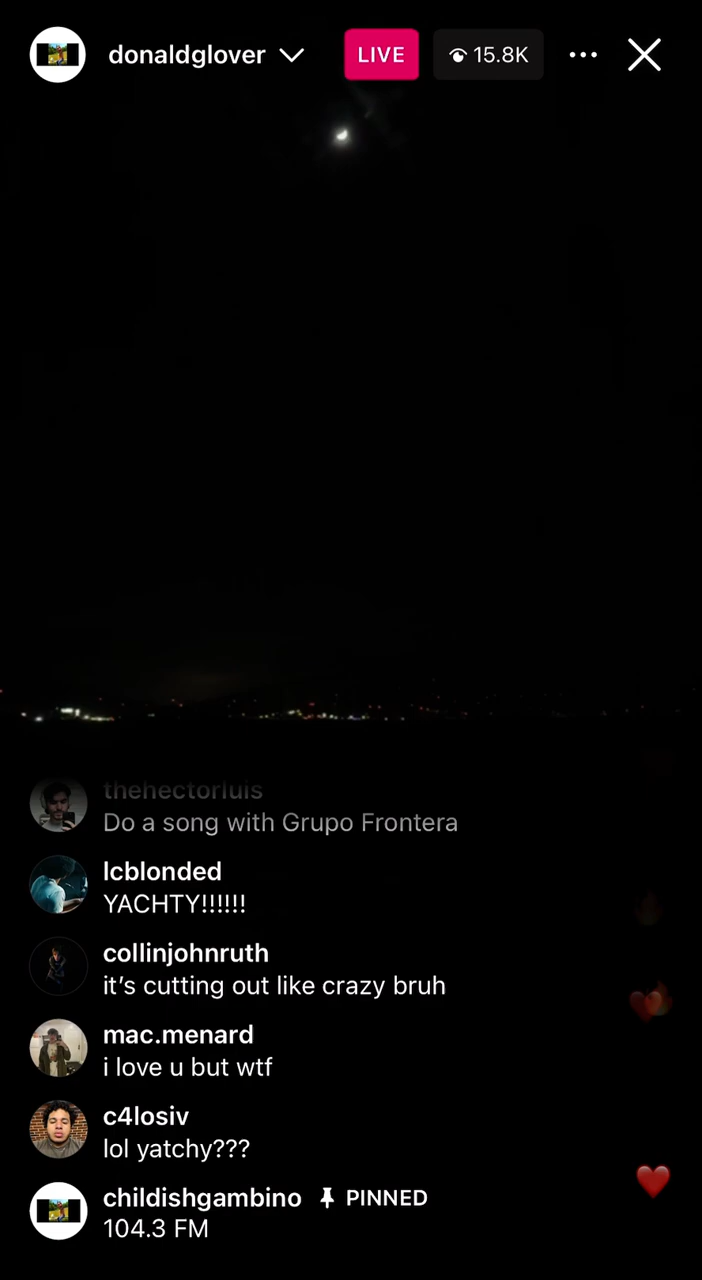 donaldglover
LIVE
15.8K
thehectorluis
Do a song with Grupo Frontera
lcblonded
YACHTY!!!!!!
collinjohnruth
it’s cutting out like crazy bruh
mac.menard
i love u but wtf
c4losiv
lol yatchy???
childishgambino PINNED
104.3 FM